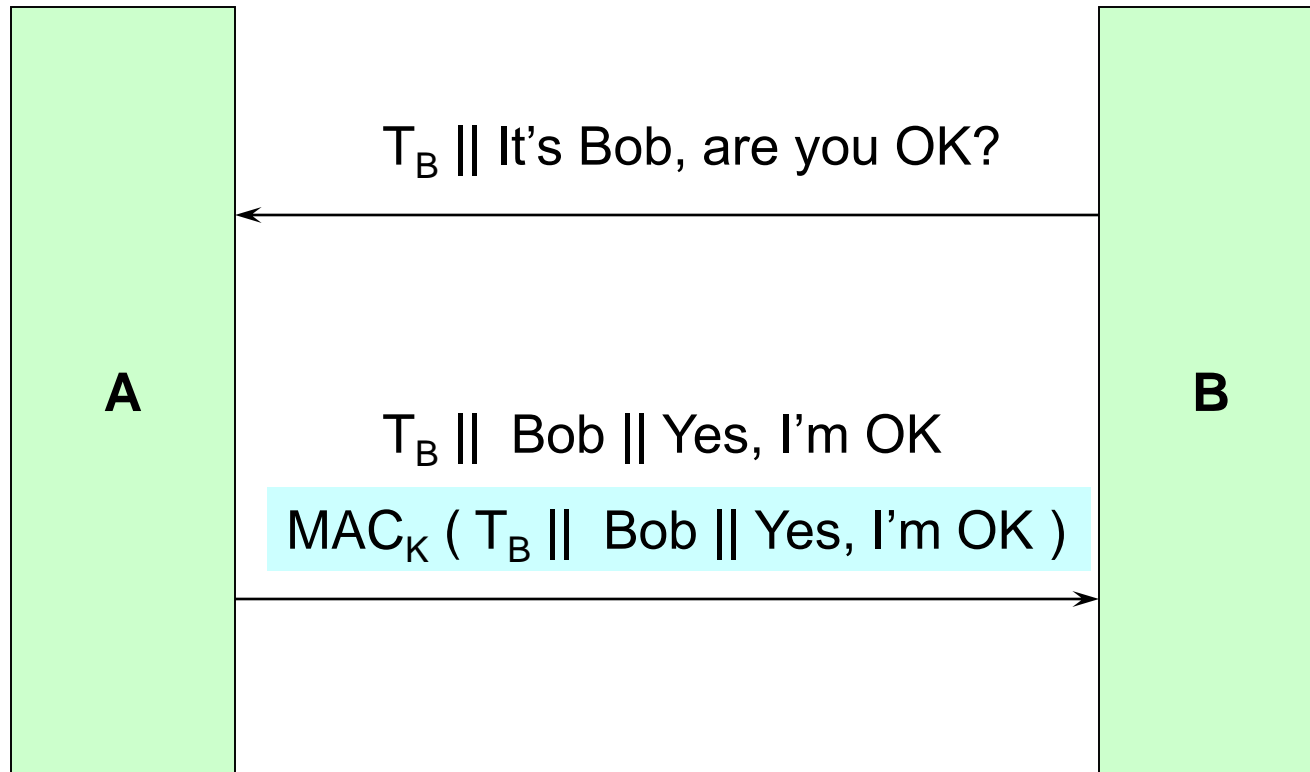 T_B || It's Bob, are you OK?
A
B
T_B || Bob || Yes, I'm OK
MAC_K ( T_B || Bob || Yes, I'm OK )